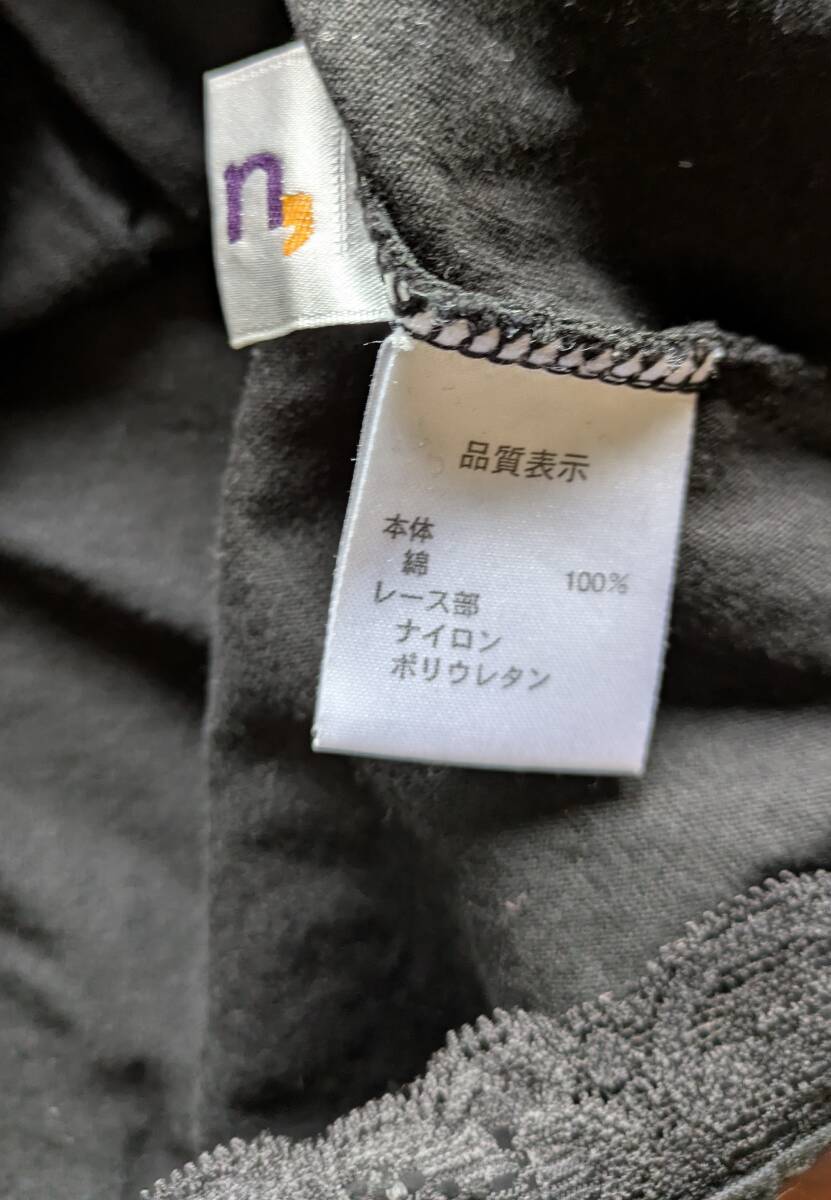 n,
品質表示
本体
綿 100%
レース部
ナイロン
ポリウレタン